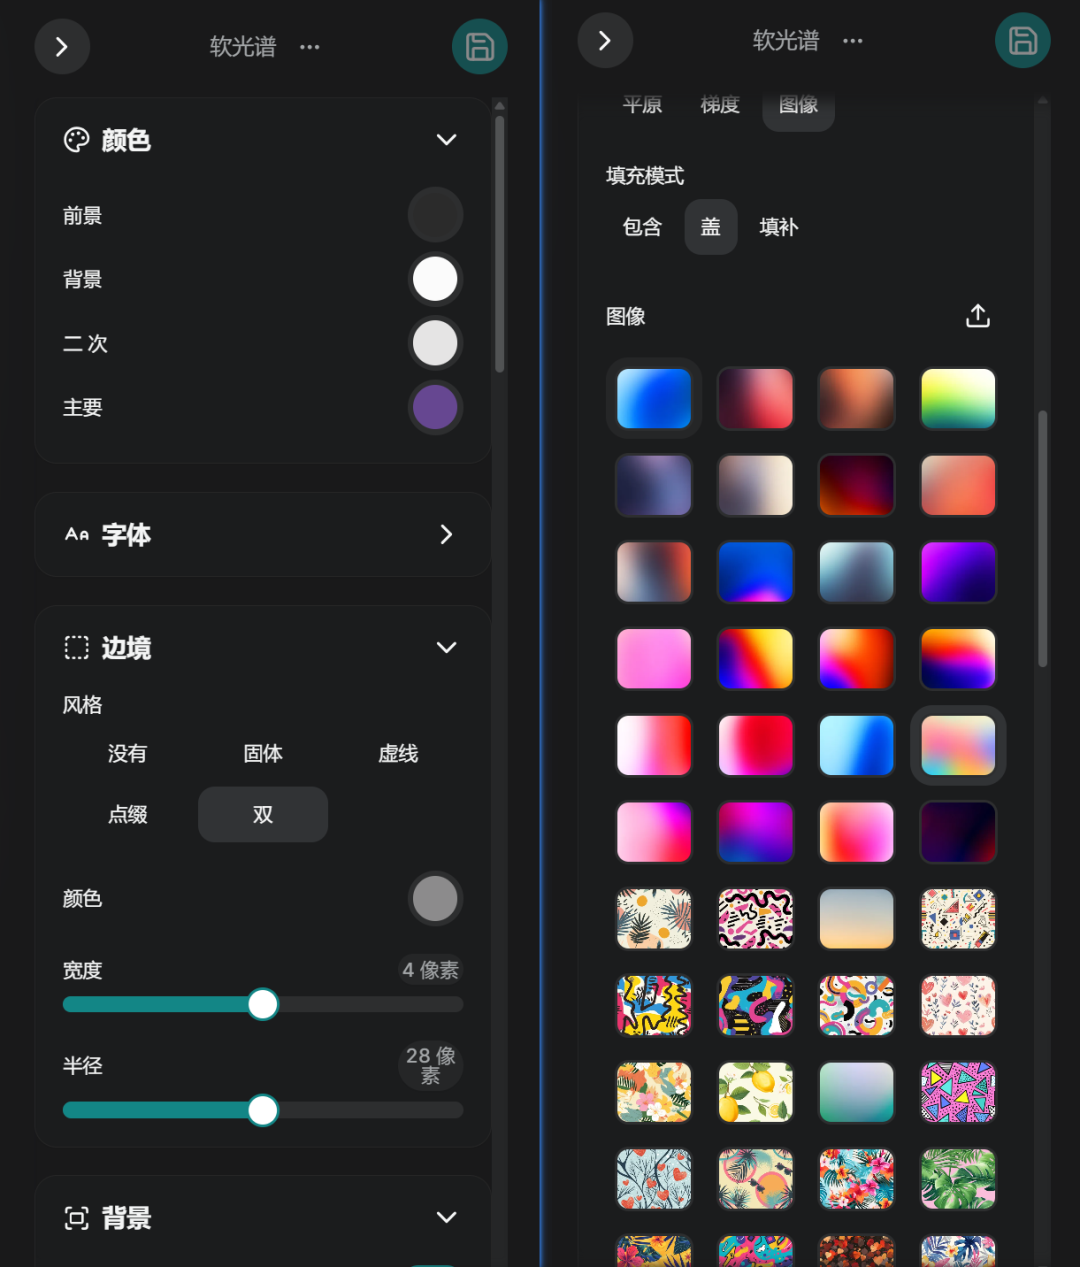 软光谱 ···
颜色
前景
背景
二 次
主要
Aa 字体
边境
风格
没有 固体 虚线
点缀 双
颜色
宽度 4 像素
半径 28 像
素
背景
软光谱 ···
平原 梯度 图像
填充模式
包含 盖 填补
图像